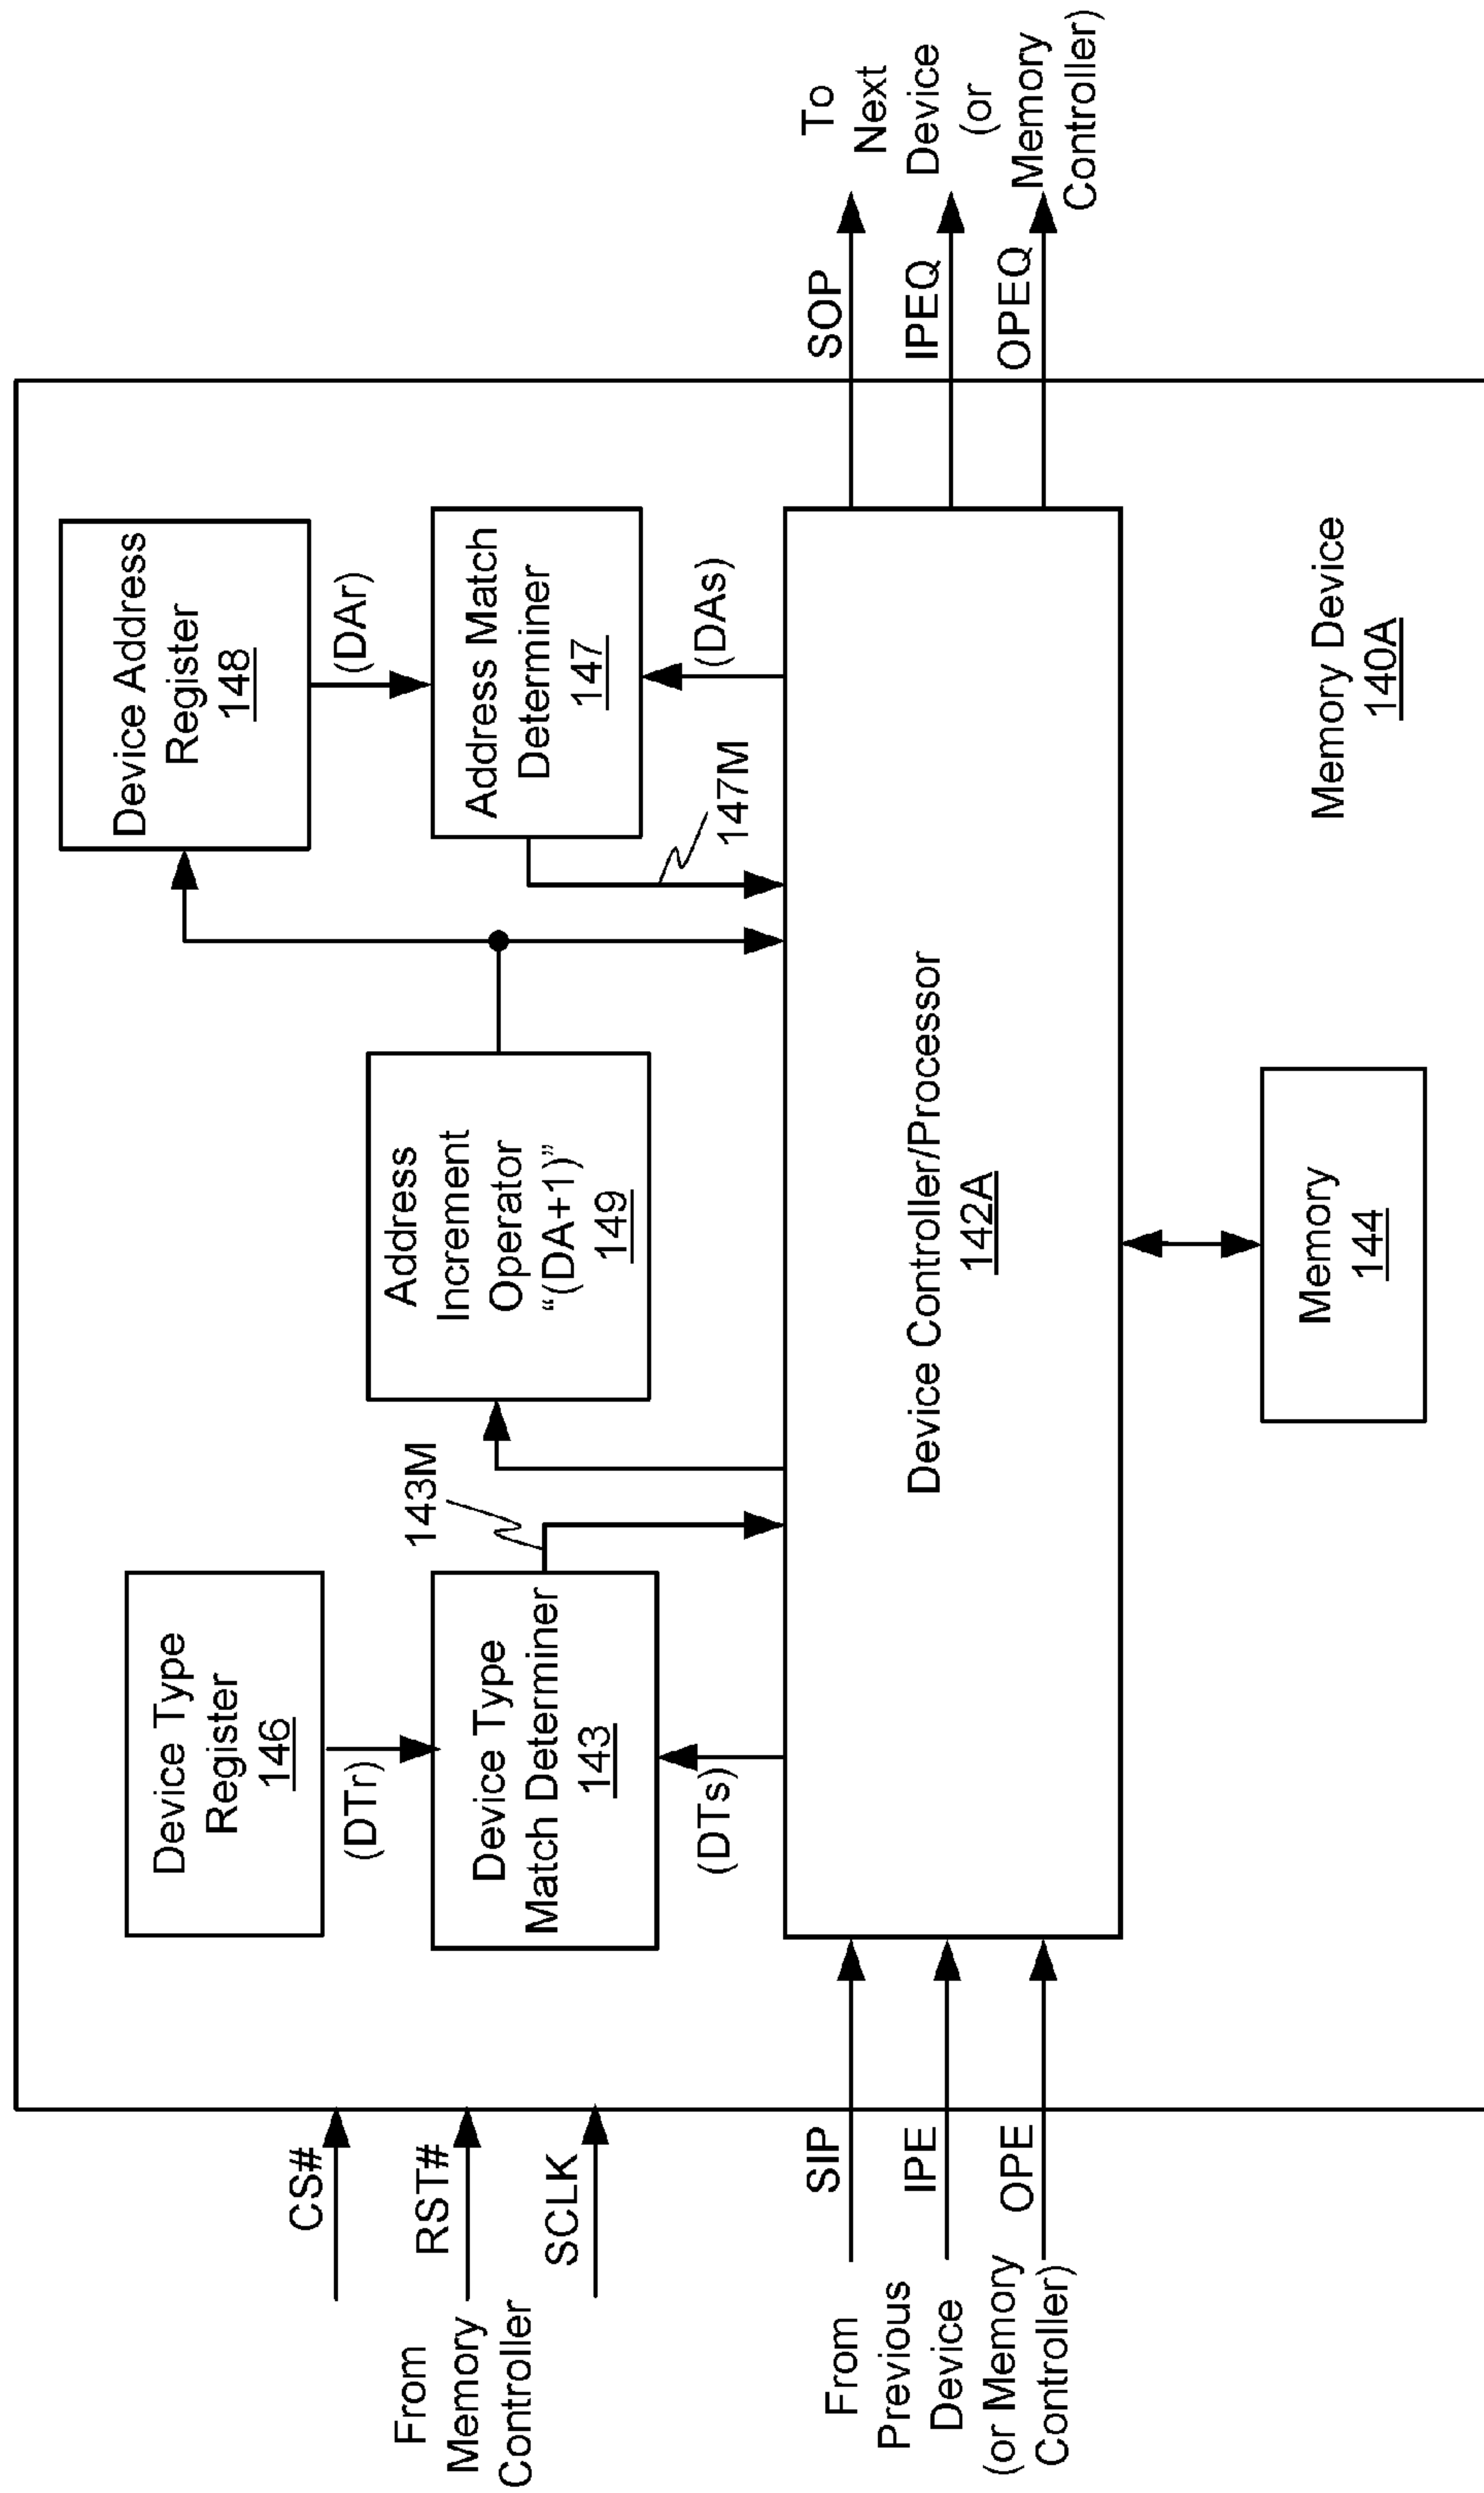 CS#
From
Memory
Controller
RST#
SCLK
Device Type
Register
146
(DTr)
Device Type
Match Determiner
143
(DTs)
143M
Address
Increment
Operator
“(DA+1)”
149
Device Address
Register
148
(DAr)
Address Match
Determiner
147
(DAs)
147M
From
Previous
Device
(or Memory
Controller)
SIP
IPE
OPE
Device Controller/Processor
142A
SOP
IPEQ
OPEQ
To
Next
Device
(or
Memory
Controller)
Memory
144
Memory Device
140A